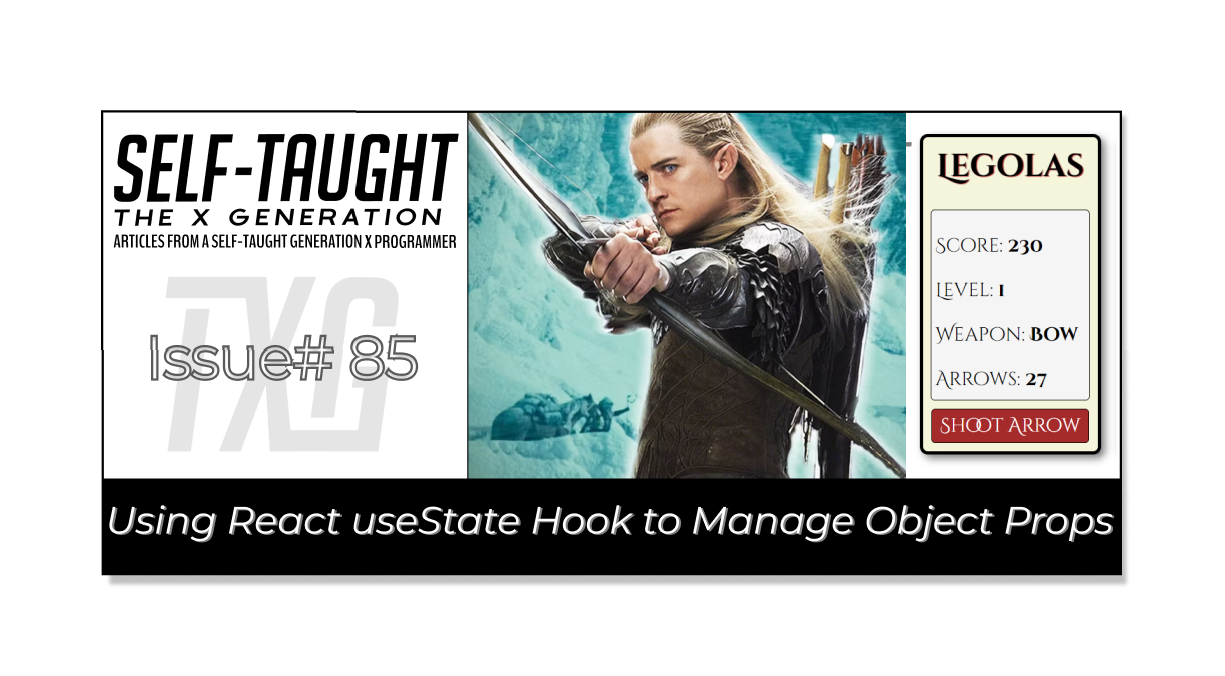 SELF-TAUGHT
THE X GENERATION
ARTICLES FROM A SELF-TAUGHT GENERATION X PROGRAMMER
TXG
Issue# 85
Legolas
Score: 230
Level: 1
Weapon: Bow
Arrows: 27
Shoot Arrow
Using React useState Hook to Manage Object Props